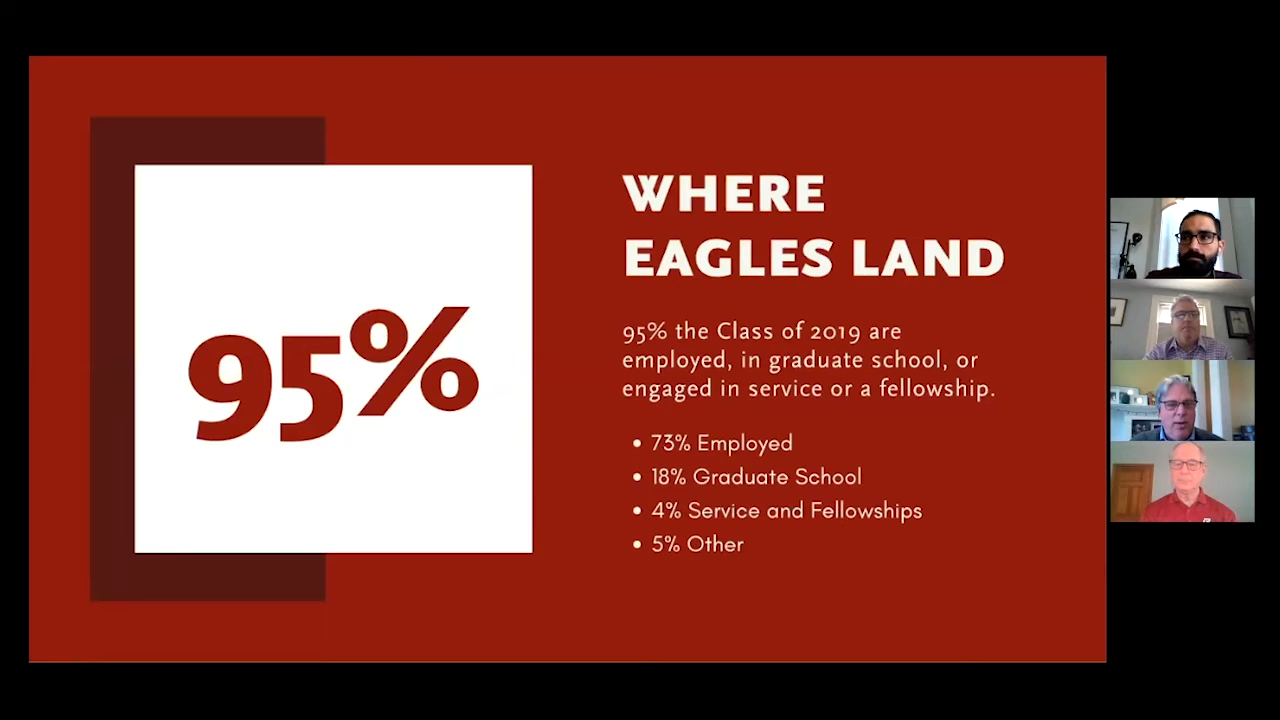 95%
WHERE
EAGLES LAND
95% the Class of 2019 are
employed, in graduate school, or
engaged in service or a fellowship.
• 73% Employed
• 18% Graduate School
• 4% Service and Fellowships
• 5% Other